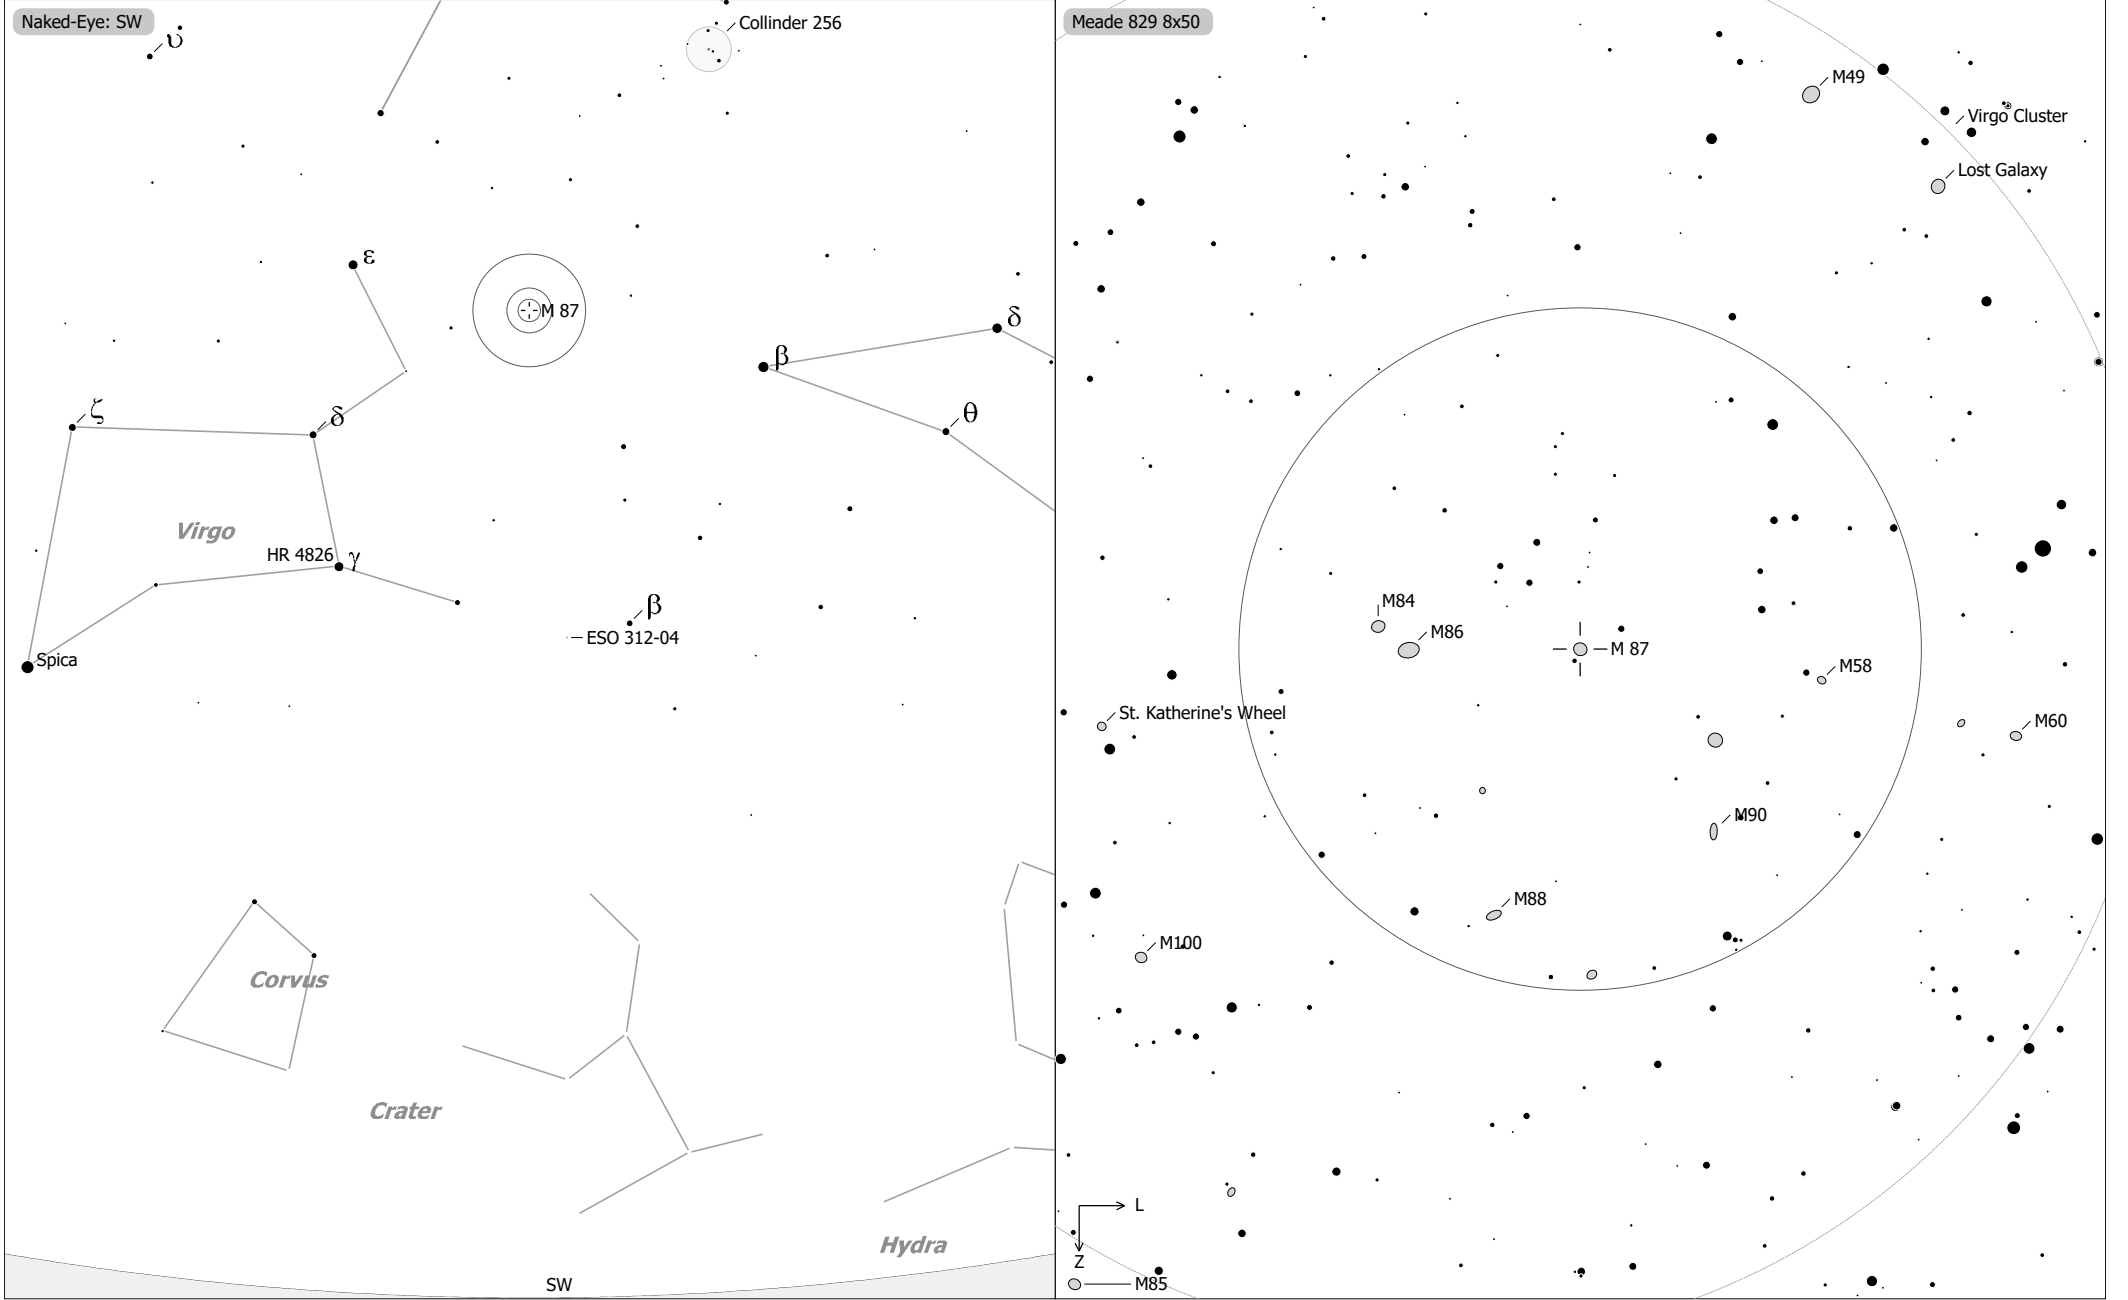 Naked-Eye: SW
υ
Collinder 256
ε
M 87
δ
β
ζ
δ
θ
Virgo
HR 4826
γ
β
ESO 312-04
Spica
Corvus
Crater
Hydra
SW
Meade 829 8x50
M49
Virgo Cluster
Lost Galaxy
M84
M86
M 87
M58
St. Katherine's Wheel
M60
M90
M88
M100
L
Z
M85